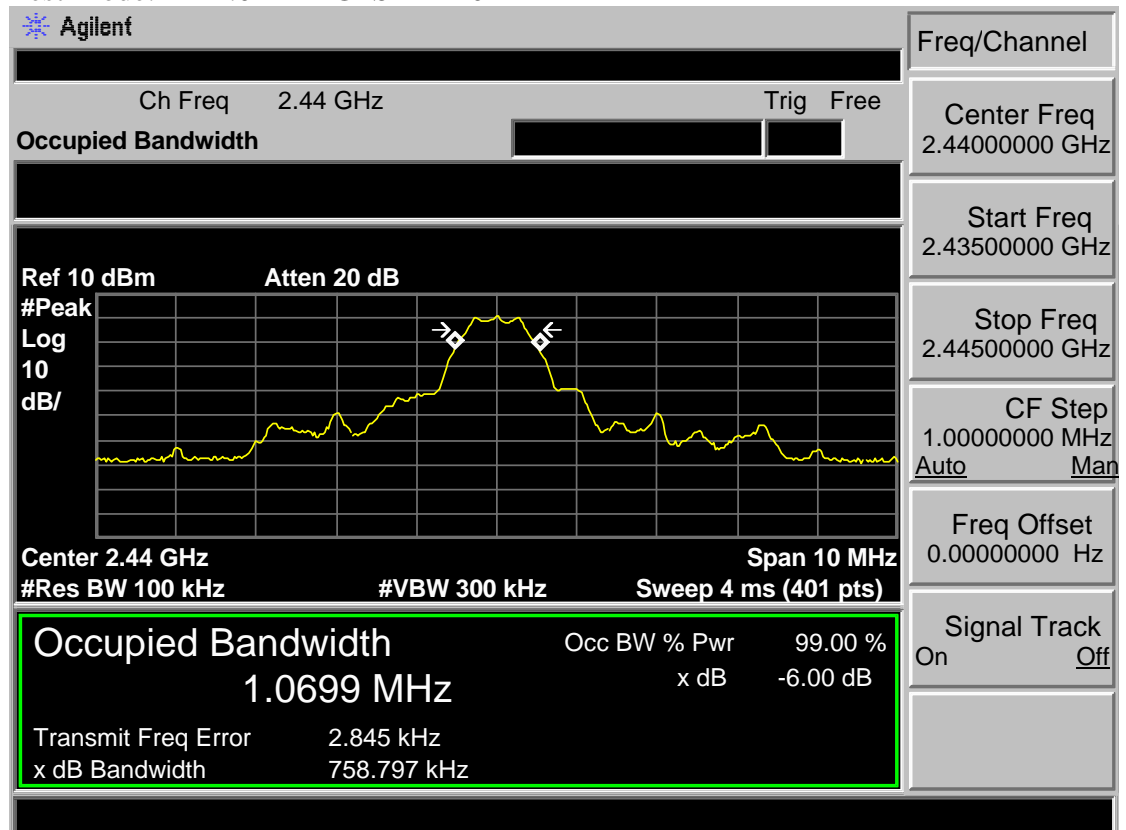 Agilent
Freq/Channel
Ch Freq 2.44 GHz Trig Free
Occupied Bandwidth
Center Freq
2.44000000 GHz
Start Freq
2.43500000 GHz
Stop Freq
2.44500000 GHz
CF Step
1.00000000 MHz
Auto Man
Freq Offset
0.00000000 Hz
Signal Track
On Off
Ref 10 dBm Atten 20 dB
#Peak
Log
10
dB/
Center 2.44 GHz Span 10 MHz
#Res BW 100 kHz #VBW 300 kHz Sweep 4 ms (401 pts)
Occupied Bandwidth
1.0699 MHz
Occ BW % Pwr 99.00 %
x dB -6.00 dB
Transmit Freq Error 2.845 kHz
x dB Bandwidth 758.797 kHz